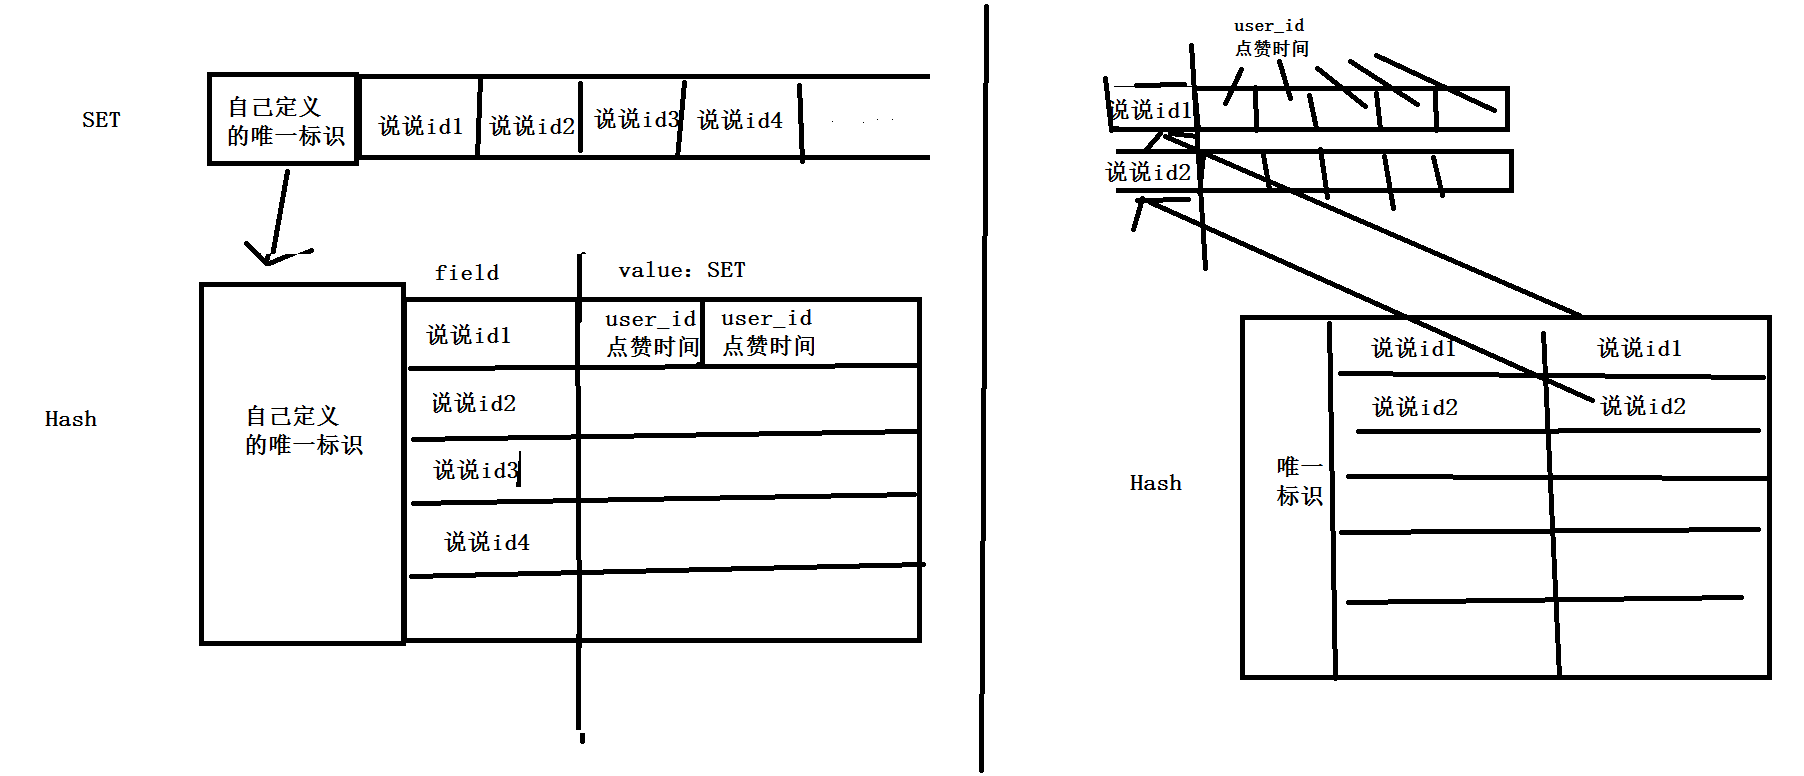 SET
自己定义
的唯一标识
说说id1
说说id2
说说id3
说说id4
field
value: SET
Hash
自己定义
的唯一标识
说说id1
user_id
点赞时间
user_id
点赞时间
说说id2
说说id3
说说id4
user_id
点赞时间
说说id1
说说id2
Hash
唯一
标识
说说id1
说说id1
说说id2
说说id2